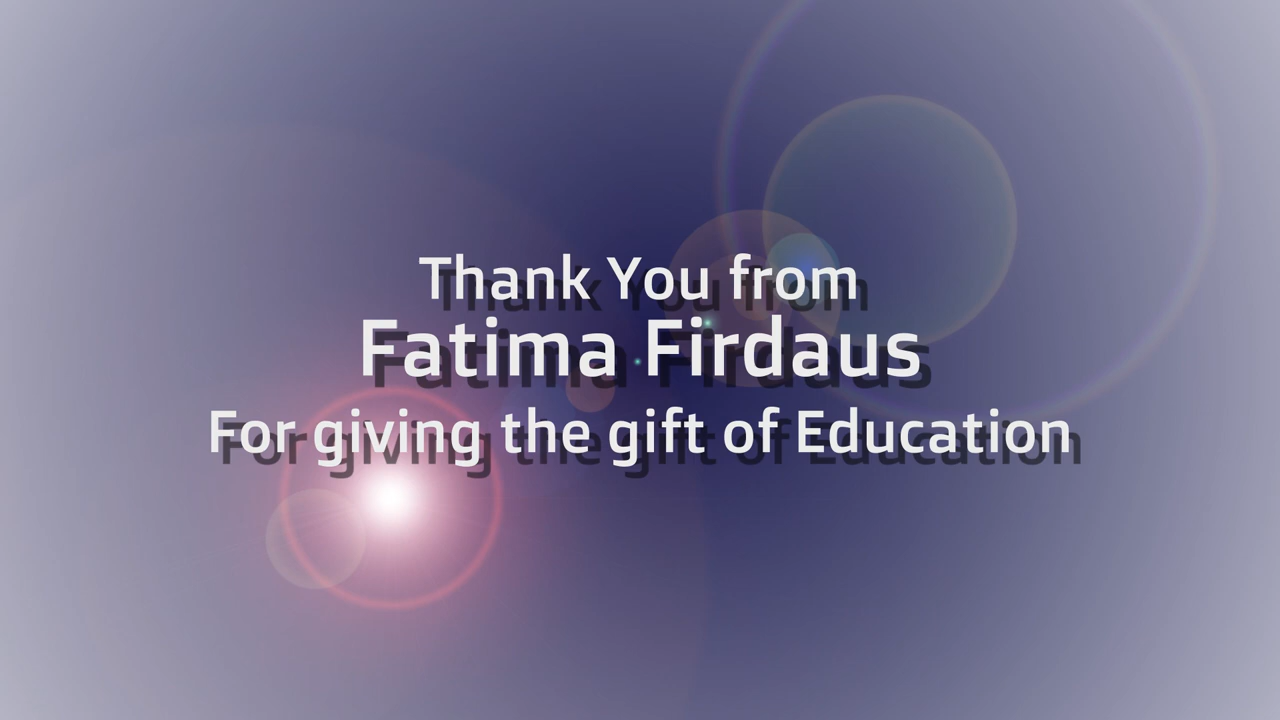 Thank You from
Fatima Firdaus
For giving the gift of Education